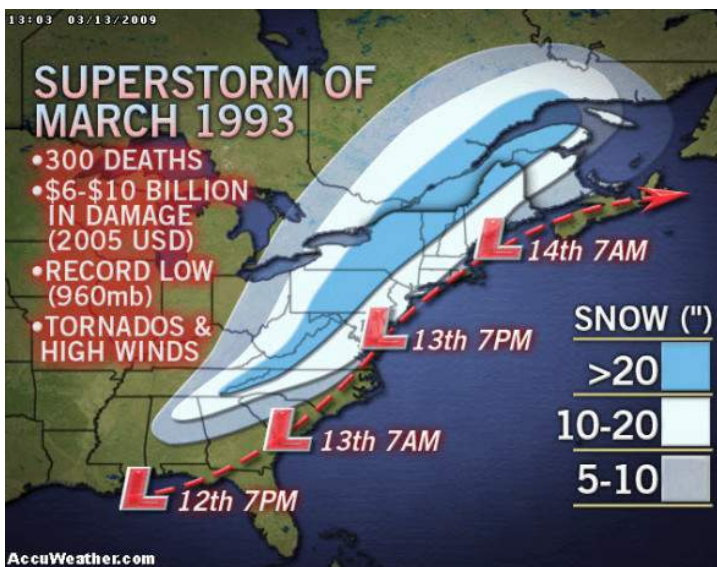 13:03 03/13/2009
SUPERSTORM OF
MARCH 1993
•300 DEATHS
•$6-$10 BILLION
IN DAMAGE
(2005 USD)
•RECORD LOW
(960mb)
•TORNADOS &
HIGH WINDS
L 14th 7AM
L 13th 7PM
L 13th 7AM
L 12th 7PM
SNOW (")
>20
10-20
5-10
AccuWeather.com